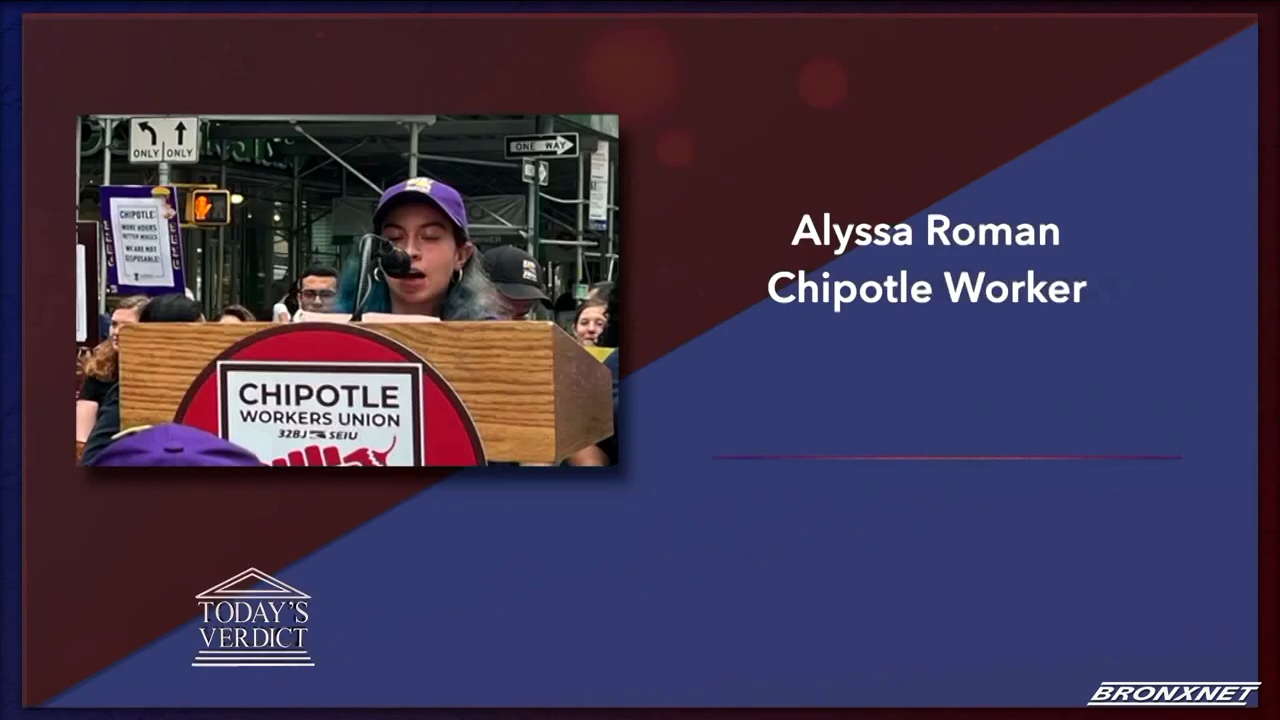 ONLY ONLY
ONE WAY
CHIPOTLE:
MORE HOURS
BETTER WAGES
WE ARE NOT
DISPOSABLE!
Alyssa Roman
Chipotle Worker
CHIPOTLE
WORKERS UNION
32BJ SEIU
TODAY'S
VERDICT
BRONXNET